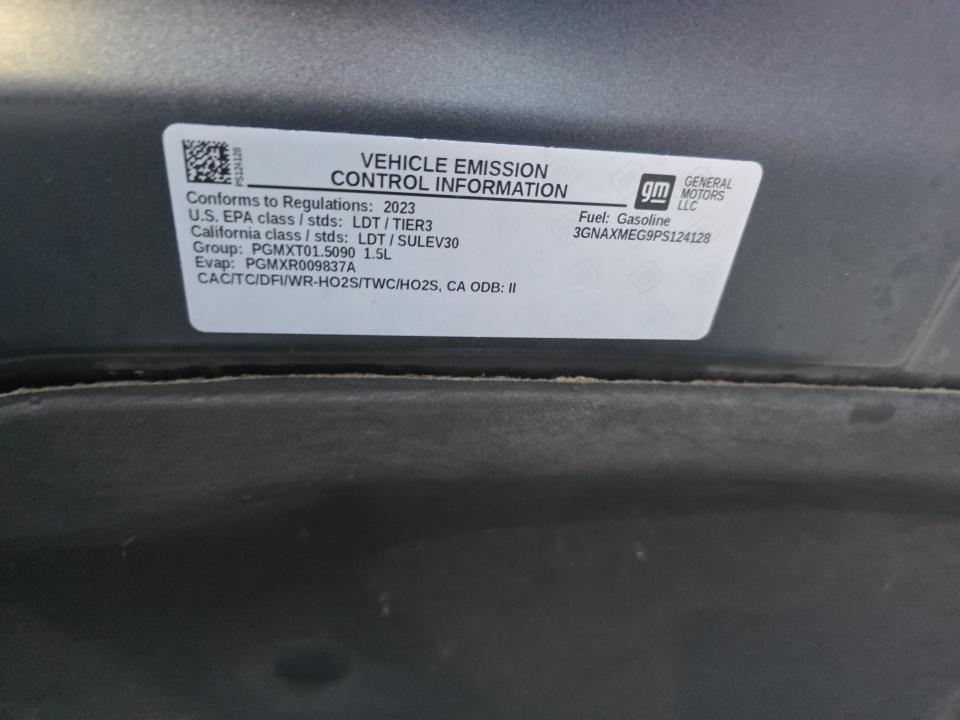 PS124128
VEHICLE EMISSION
CONTROL INFORMATION
gm GENERAL
MOTORS
LLC
Conforms to Regulations: 2023
U.S. EPA class / stds: LDT / TIER3
California class / stds: LDT / SULEV30
Group: PGMXT01.5090 1.5L
Evap: PGMXR009837A
CAC/TC/DFI/WR-HO2S/TWC/HO2S, CA ODB: II
Fuel: Gasoline
3GNAXMEG9PS124128